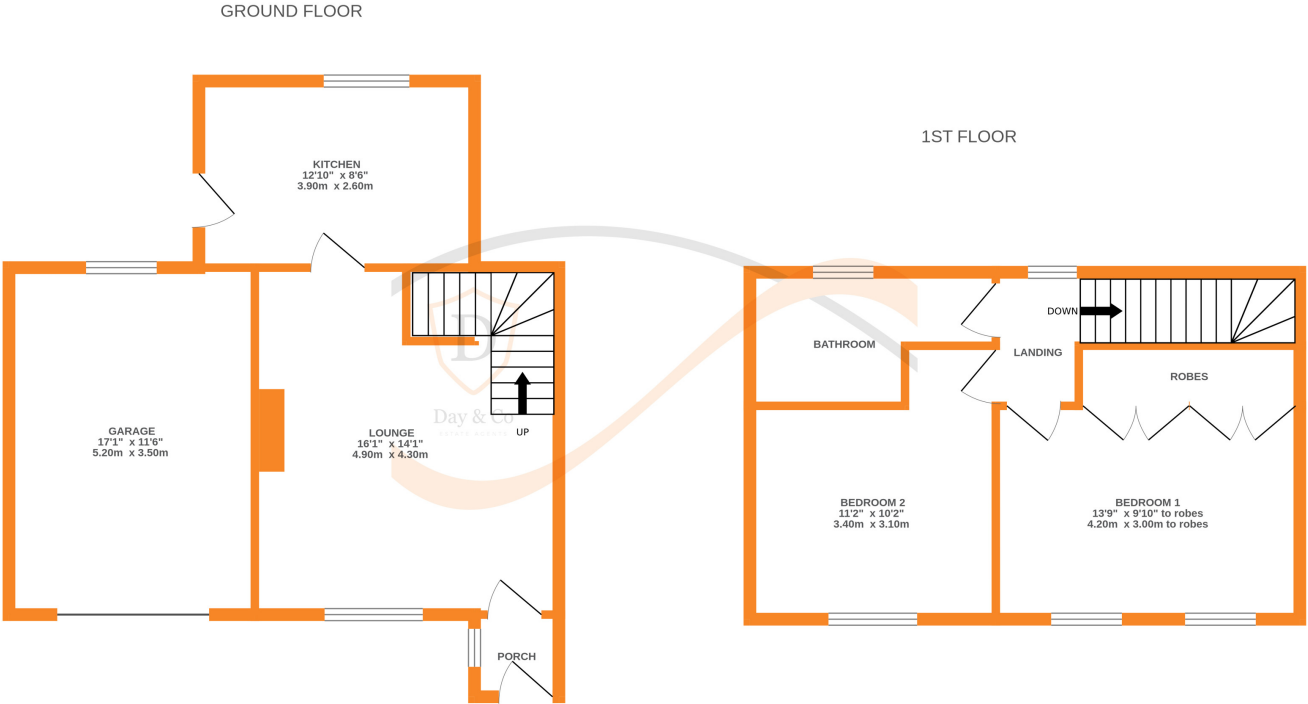 GROUND FLOOR
KITCHEN
12'10" x 8'6"
3.90m x 2.60m
GARAGE
17'1" x 11'6"
5.20m x 3.50m
LOUNGE
16'1" x 14'1"
4.90m x 4.30m
UP
PORCH
D
Day & Co
ESTATE AGENTS
1ST FLOOR
BATHROOM
DOWN
LANDING
ROBES
BEDROOM 2
11'2" x 10'2"
3.40m x 3.10m
BEDROOM 1
13'9" x 9'10" to robes
4.20m x 3.00m to robes